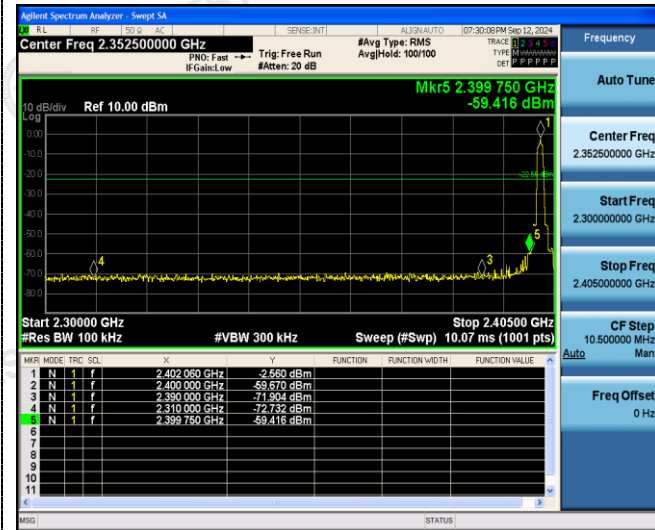 Agilent Spectrum Analyzer - Swept SA
RL RF 50 Ω AC SENSE:INT ALIGN AUTO 07:30:08 PM Sep 12, 2024
Center Freq 2.352500000 GHz
PNO: Fast
IFGain:Low
Trig: Free Run
#Atten: 20 dB
#Avg Type: RMS
Avg|Hold: 100/100
TRACE 1 2 3 4 5 6
TYPE M
DET P P P P P P
Mkr5 2.399 750 GHz
-59.416 dBm
10 dB/div Ref 10.00 dBm
Log
0.00
-10.0
-20.0
-30.0
-40.0
-50.0
-60.0
-70.0
-80.0
1
-22.56 dBm
5
4
3
Start 2.30000 GHz Stop 2.40500 GHz
#Res BW 100 kHz #VBW 300 kHz Sweep (#Swp) 10.07 ms (1001 pts)
MKR MODE TRC SCL X Y FUNCTION FUNCTION WIDTH FUNCTION VALUE
1 N 1 f 2.402 060 GHz -2.560 dBm
2 N 1 f 2.400 000 GHz -59.670 dBm
3 N 1 f 2.390 000 GHz -71.904 dBm
4 N 1 f 2.310 000 GHz -72.732 dBm
5 N 1 f 2.399 750 GHz -59.416 dBm
6
7
8
9
10
11
MSG STATUS
Frequency
Auto Tune
Center Freq
2.352500000 GHz
Start Freq
2.300000000 GHz
Stop Freq
2.405000000 GHz
CF Step
10.500000 MHz
Auto Man
Freq Offset
0 Hz